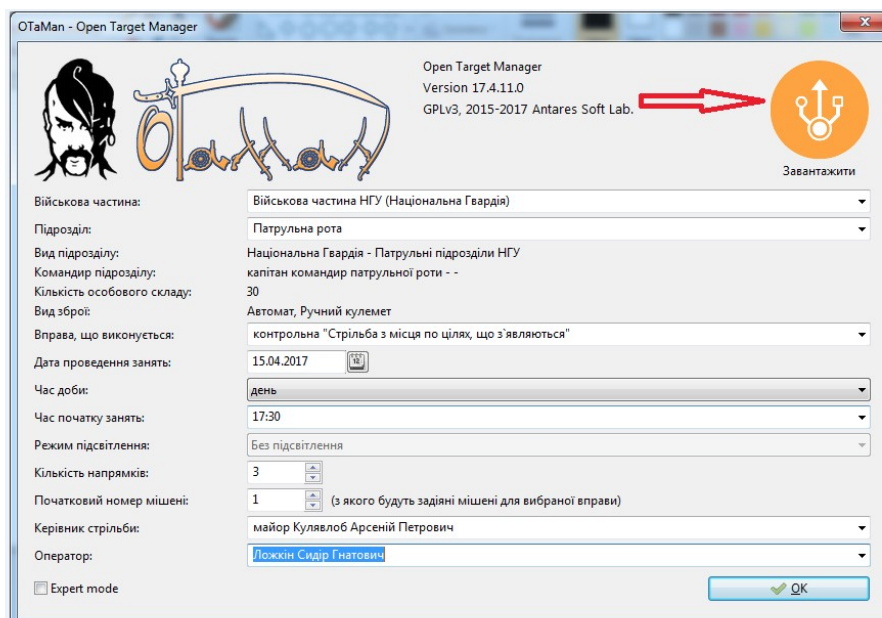 OTaMan - Open Target Manager
OTaMaн
Open Target Manager
Version 17.4.11.0
GPLv3, 2015-2017 Antares Soft Lab.
Завантажити
Військова частина: Військова частина НГУ (Національна Гвардія)
Підрозділ: Патрульна рота
Вид підрозділу: Національна Гвардія - Патрульні підрозділи НГУ
Командир підрозділу: капітан командир патрульної роти - -
Кількість особового складу: 30
Вид зброї: Автомат, Ручний кулемет
Вправа, що виконується: контрольна "Стрільба з місця по цілях, що з`являються"
Дата проведення занять: 15.04.2017 12
Час доби: день
Час початку занять: 17:30
Режим підсвітлення: Без підсвітлення
Кількість напрямків: 3
Початковий номер мішені: 1 (з якого будуть задіяні мішені для вибраної вправи)
Керівник стрільби: майор Кулявлоб Арсеній Петрович
Оператор: Ложкін Сидір Гнатович
Expert mode OK